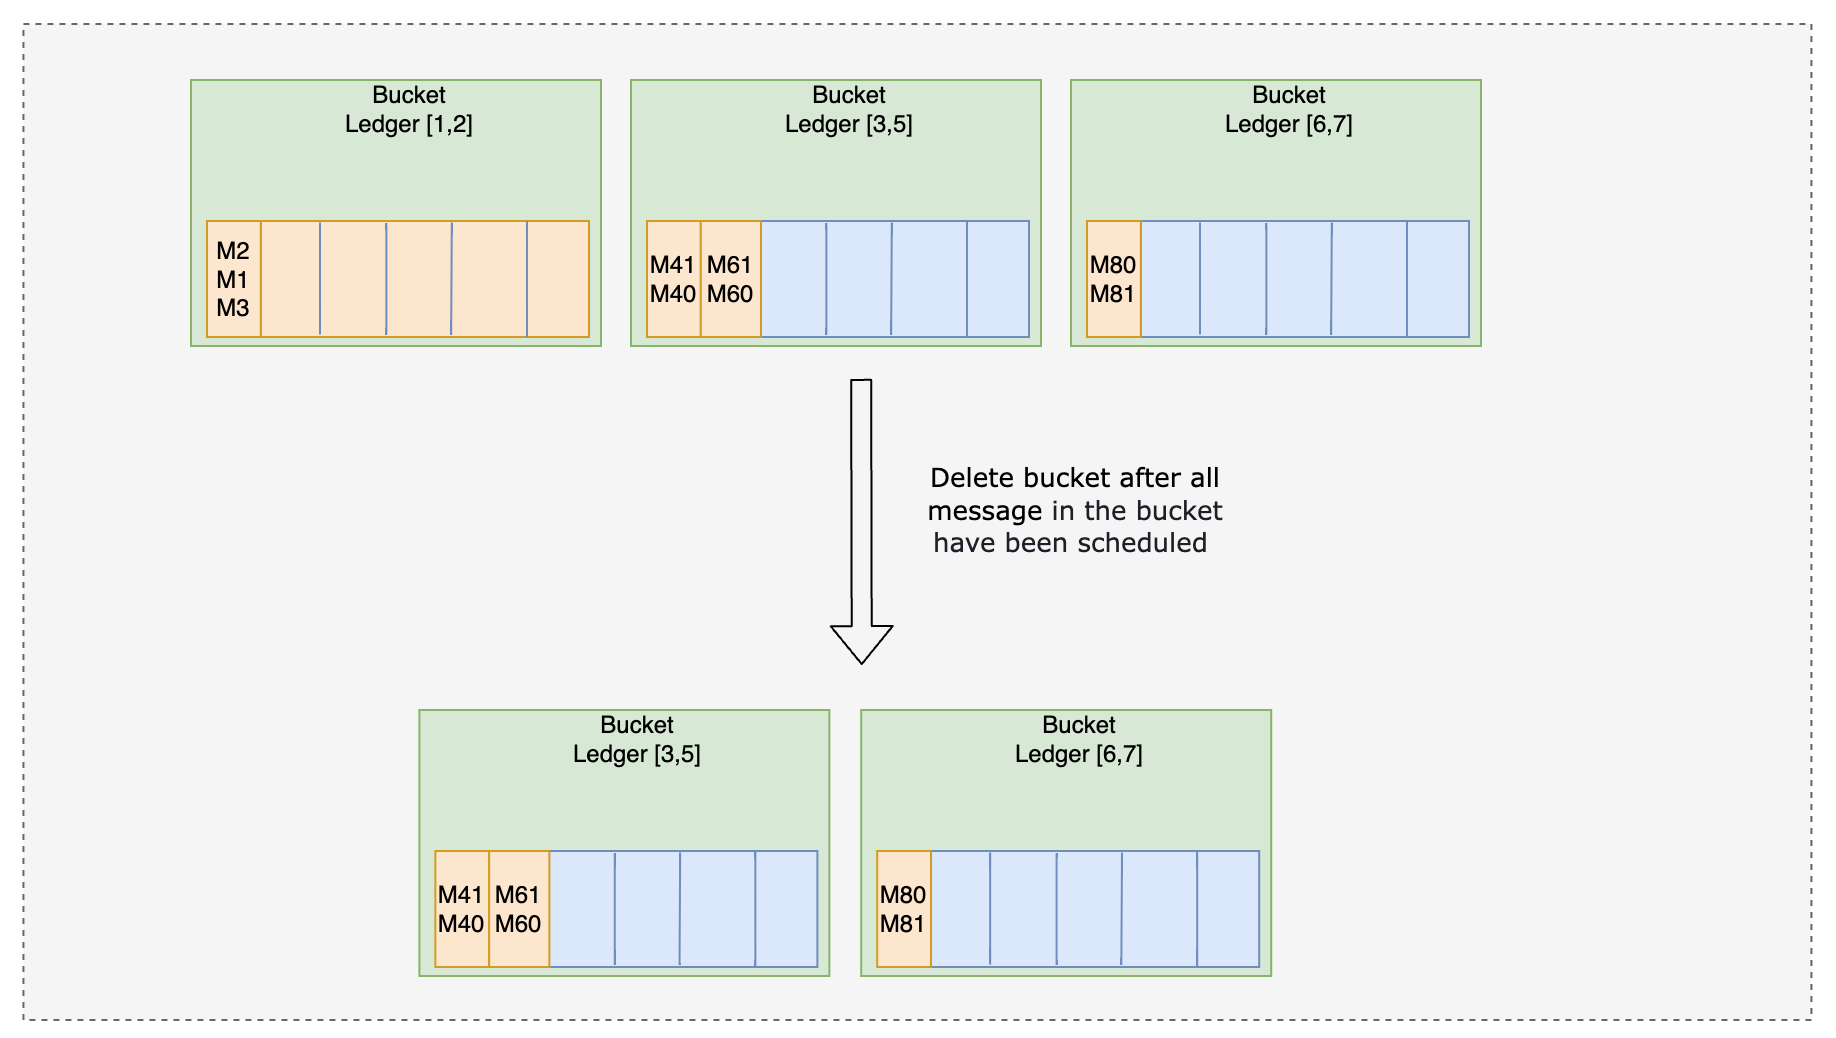 Bucket
Ledger [1,2]
M2
M1
M3
Bucket
Ledger [3,5]
M41
M40
M61
M60
Bucket
Ledger [6,7]
M80
M81
Delete bucket after all
message in the bucket
have been scheduled
Bucket
Ledger [3,5]
M41
M40
M61
M60
Bucket
Ledger [6,7]
M80
M81